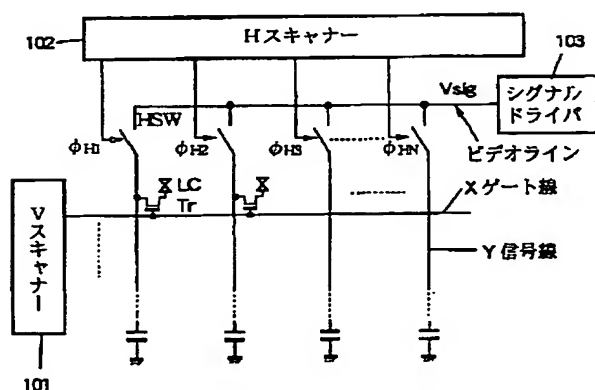 102
Hスキャナー
103
Vsig
シグナル
ドライバ
HSW
ビデオライン
φH1
φH2
φH3
φHN
LC
Tr
Xゲート線
Vスキャナー
Y信号線
101